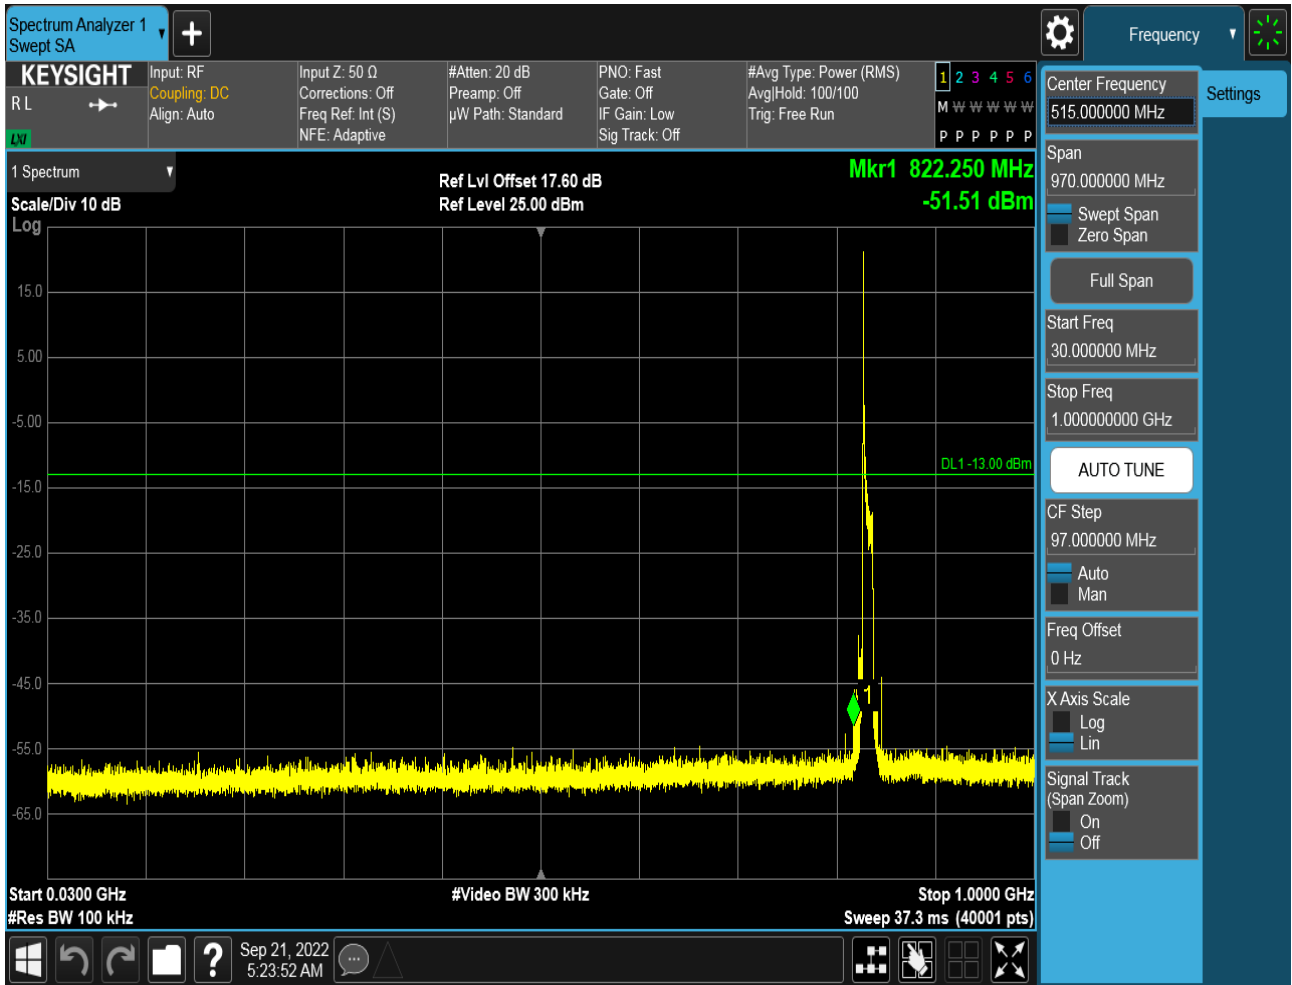 Spectrum Analyzer 1
Swept SA
Frequency
KEYSIGHT
R L
LXI
Input: RF
Coupling: DC
Align: Auto
Input Z: 50 Ω
Corrections: Off
Freq Ref: Int (S)
NFE: Adaptive
#Atten: 20 dB
Preamp: Off
µW Path: Standard
PNO: Fast
Gate: Off
IF Gain: Low
Sig Track: Off
#Avg Type: Power (RMS)
Avg|Hold: 100/100
Trig: Free Run
1 2 3 4 5 6
M W W W W W
P P P P P P
1 Spectrum
Scale/Div 10 dB
Log
Ref Lvl Offset 17.60 dB
Ref Level 25.00 dBm
Mkr1 822.250 MHz
-51.51 dBm
15.0
5.00
-5.00
-15.0
-25.0
-35.0
-45.0
-55.0
-65.0
DL1 -13.00 dBm
Start 0.0300 GHz
#Res BW 100 kHz
#Video BW 300 kHz
Stop 1.0000 GHz
Sweep 37.3 ms (40001 pts)
Center Frequency
515.000000 MHz
Settings
Span
970.000000 MHz
Swept Span
Zero Span
Full Span
Start Freq
30.000000 MHz
Stop Freq
1.000000000 GHz
AUTO TUNE
CF Step
97.000000 MHz
Auto
Man
Freq Offset
0 Hz
X Axis Scale
Log
Lin
Signal Track
(Span Zoom)
On
Off
?
Sep 21, 2022
5:23:52 AM